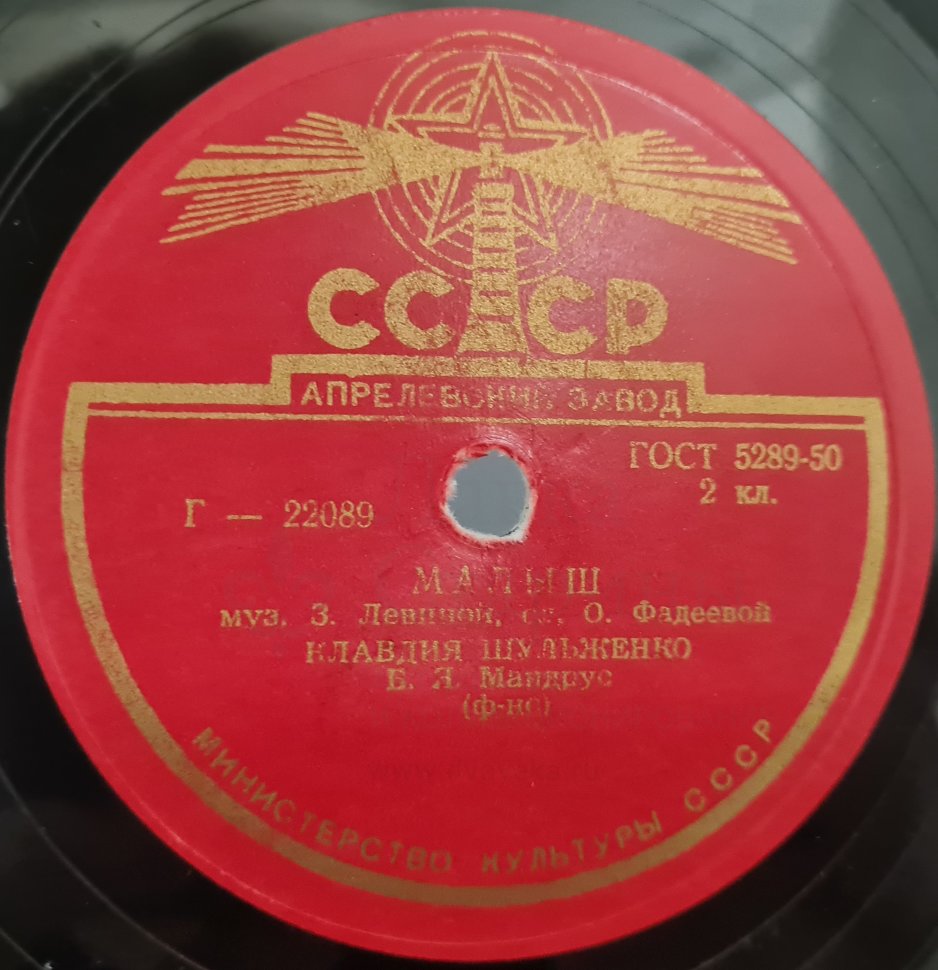 СССР
АПРЕЛЕВСКИЙ ЗАВОД
ГОСТ 5289-50
2 кл.
Г — 22089
МАЛЫШ
муз. З. Левиной, сл. О. Фадеевой
КЛАВДИЯ ШУЛЬЖЕНКО
Б. Я. Мандрус
(ф-но)
МИНИСТЕРСТВО КУЛЬТУРЫ СССР